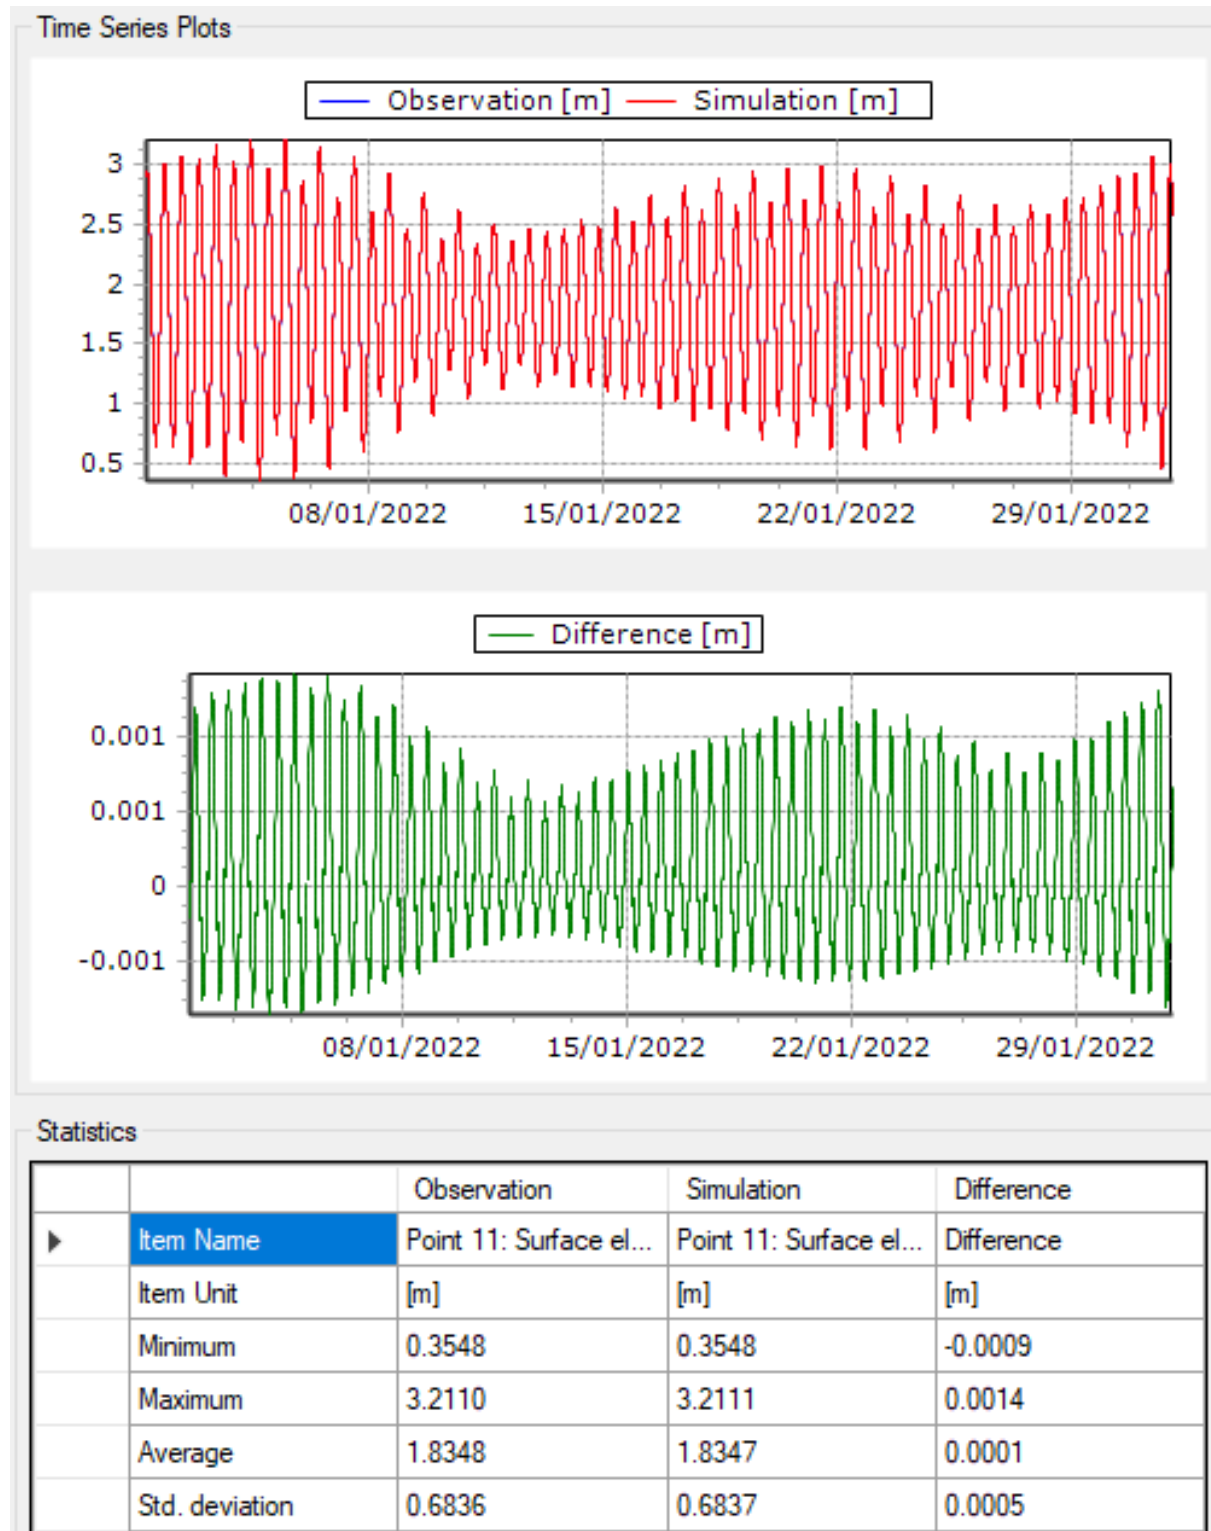 Time Series Plots
Observation [m] Simulation [m]
3
2.5
2
1.5
1
0.5
08/01/2022 15/01/2022 22/01/2022 29/01/2022
Difference [m]
0.001
0.001
0
-0.001
08/01/2022 15/01/2022 22/01/2022 29/01/2022
Statistics
Observation Simulation Difference
Item Name Point 11: Surface el... Point 11: Surface el... Difference
Item Unit [m] [m] [m]
Minimum 0.3548 0.3548 -0.0009
Maximum 3.2110 3.2111 0.0014
Average 1.8348 1.8347 0.0001
Std. deviation 0.6836 0.6837 0.0005